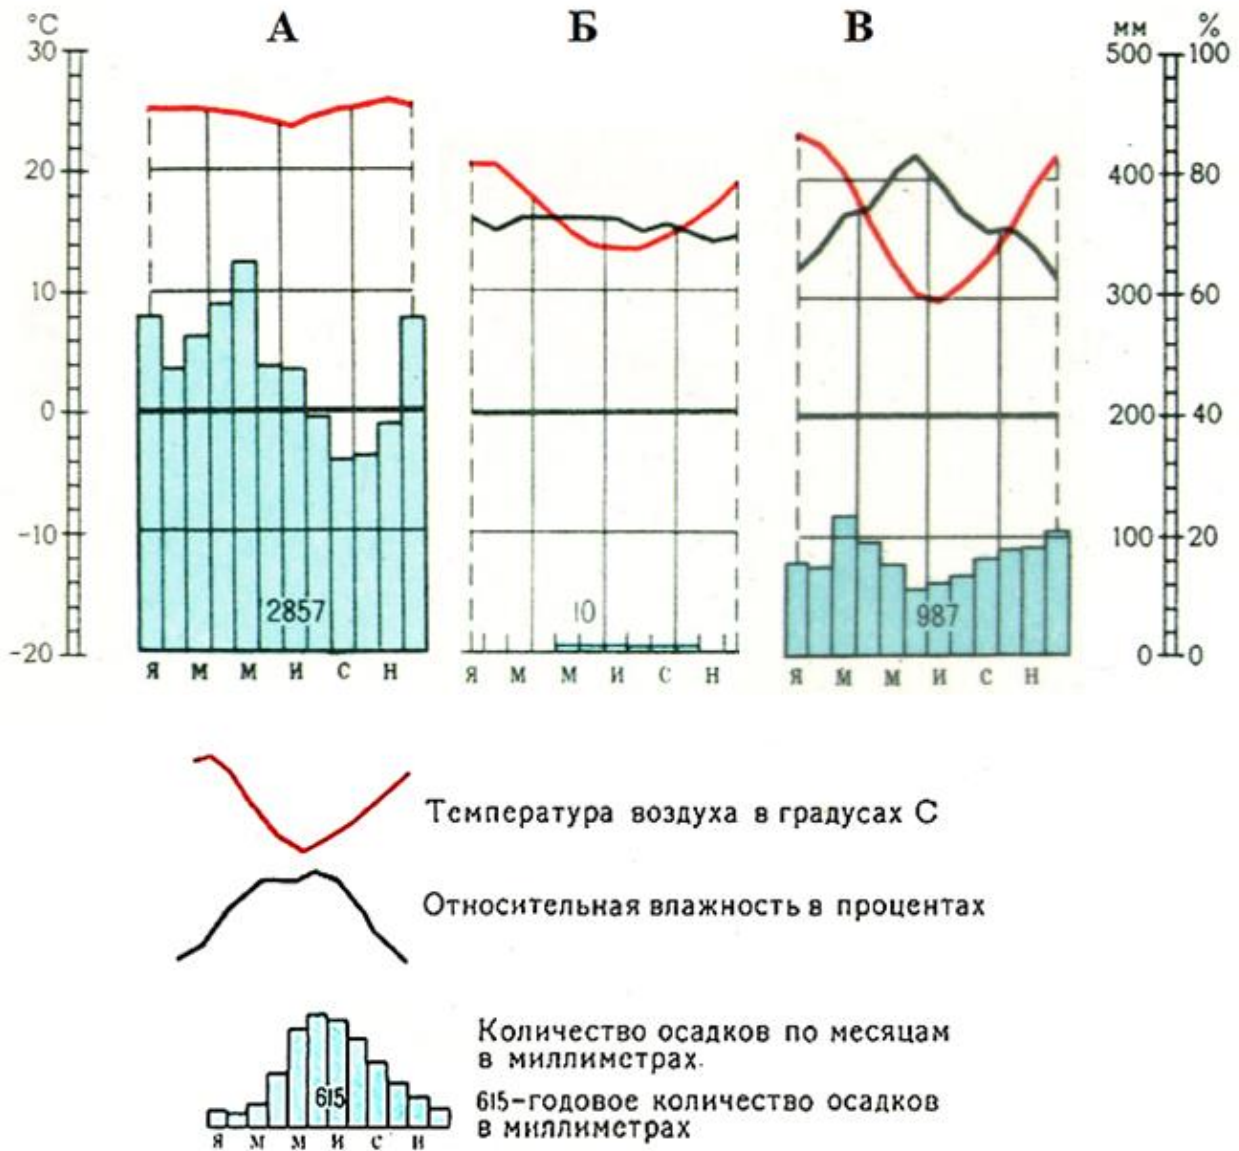 °C А Б В мм %
30 500 100
20 400 80
10 300 60
0 200 40
-10 100 20
-20 0 0
2857 10 987
Я М М И С Н Я М М И С Н Я М М И С Н
Температура воздуха в градусах С
Относительная влажность в процентах
Количество осадков по месяцам
в миллиметрах.
615-годовое количество осадков
в миллиметрах
615
Я М М И С Н